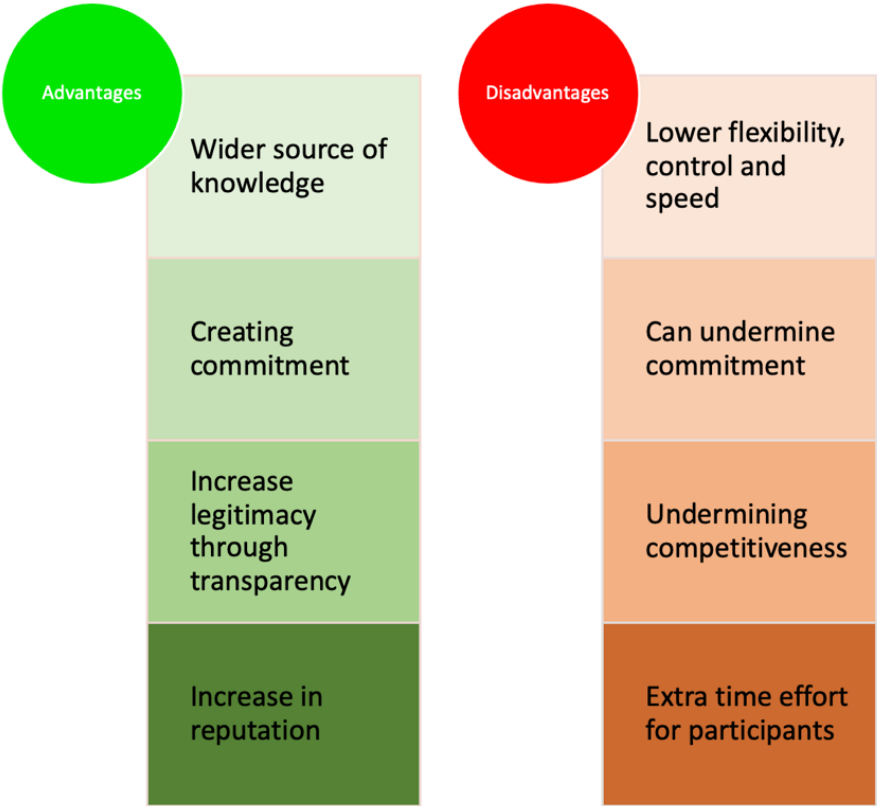 Advantages
Wider source of
knowledge
Creating
commitment
Increase
legitimacy
through
transparency
Increase in
reputation
Disadvantages
Lower flexibility,
control and
speed
Can undermine
commitment
Undermining
competitiveness
Extra time effort
for participants